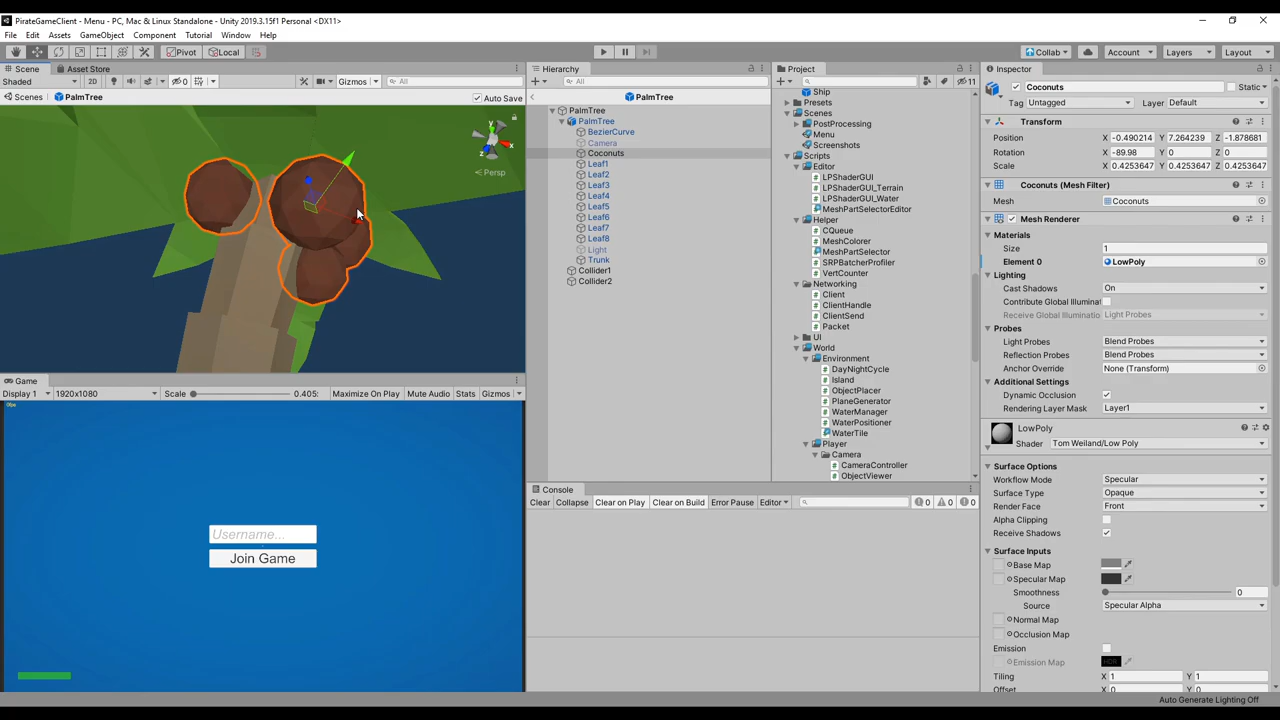 PirateGameClient - Menu - PC, Mac & Linux Standalone - Unity 2019.3.15f1 Personal <DX11>
File Edit Assets GameObject Component Tutorial Window Help
Pivot Local Collab Account Layers Layout
Scene Asset Store
Shaded 2D 0 Gizmos All
Scenes PalmTree Auto Save
y
x
z
Persp
Game
Display 1 1920x1080 Scale 0.405: Maximize On Play Mute Audio Stats Gizmos
Username...
Join Game
Hierarchy
All
PalmTree
PalmTree
PalmTree
BezierCurve
Camera
Coconuts
Leaf1
Leaf2
Leaf3
Leaf4
Leaf5
Leaf6
Leaf7
Leaf8
Light
Trunk
Collider1
Collider2
Console
Clear Collapse Clear on Play Clear on Build Error Pause Editor 0 0 0
Project
11
Ship
Presets
Scenes
PostProcessing
Menu
Screenshots
Scripts
Editor
LPShaderGUI
LPShaderGUI_Terrain
LPShaderGUI_Water
MeshPartSelectorEditor
Helper
CQueue
MeshColorer
MeshPartSelector
SRPBatcherProfiler
VertCounter
Networking
Client
ClientHandle
ClientSend
Packet
UI
World
Environment
DayNightCycle
Island
ObjectPlacer
PlaneGenerator
WaterManager
WaterPositioner
WaterTile
Player
Camera
CameraController
ObjectViewer
Inspector
Coconuts Static
Tag Untagged Layer Default
Transform
Position X -0.490214 Y 7.264239 Z -1.878681
Rotation X -89.98 Y 0 Z 0
Scale X 0.4253647 Y 0.4253647 Z 0.4253647
Coconuts (Mesh Filter)
Mesh Coconuts
Mesh Renderer
Materials
Size 1
Element 0 LowPoly
Lighting
Cast Shadows On
Contribute Global Illuminat
Receive Global Illuminatio Light Probes
Probes
Light Probes Blend Probes
Reflection Probes Blend Probes
Anchor Override None (Transform)
Additional Settings
Dynamic Occlusion
Rendering Layer Mask Layer1
LowPoly
Shader Tom Weiland/Low Poly
Surface Options
Workflow Mode Specular
Surface Type Opaque
Render Face Front
Alpha Clipping
Receive Shadows
Surface Inputs
Base Map
Specular Map
Smoothness 0
Source Specular Alpha
Normal Map
Occlusion Map
Emission
Emission Map HDR
Tiling X 1 Y 1
Offset X 0 Y 0
Auto Generate Lighting Off